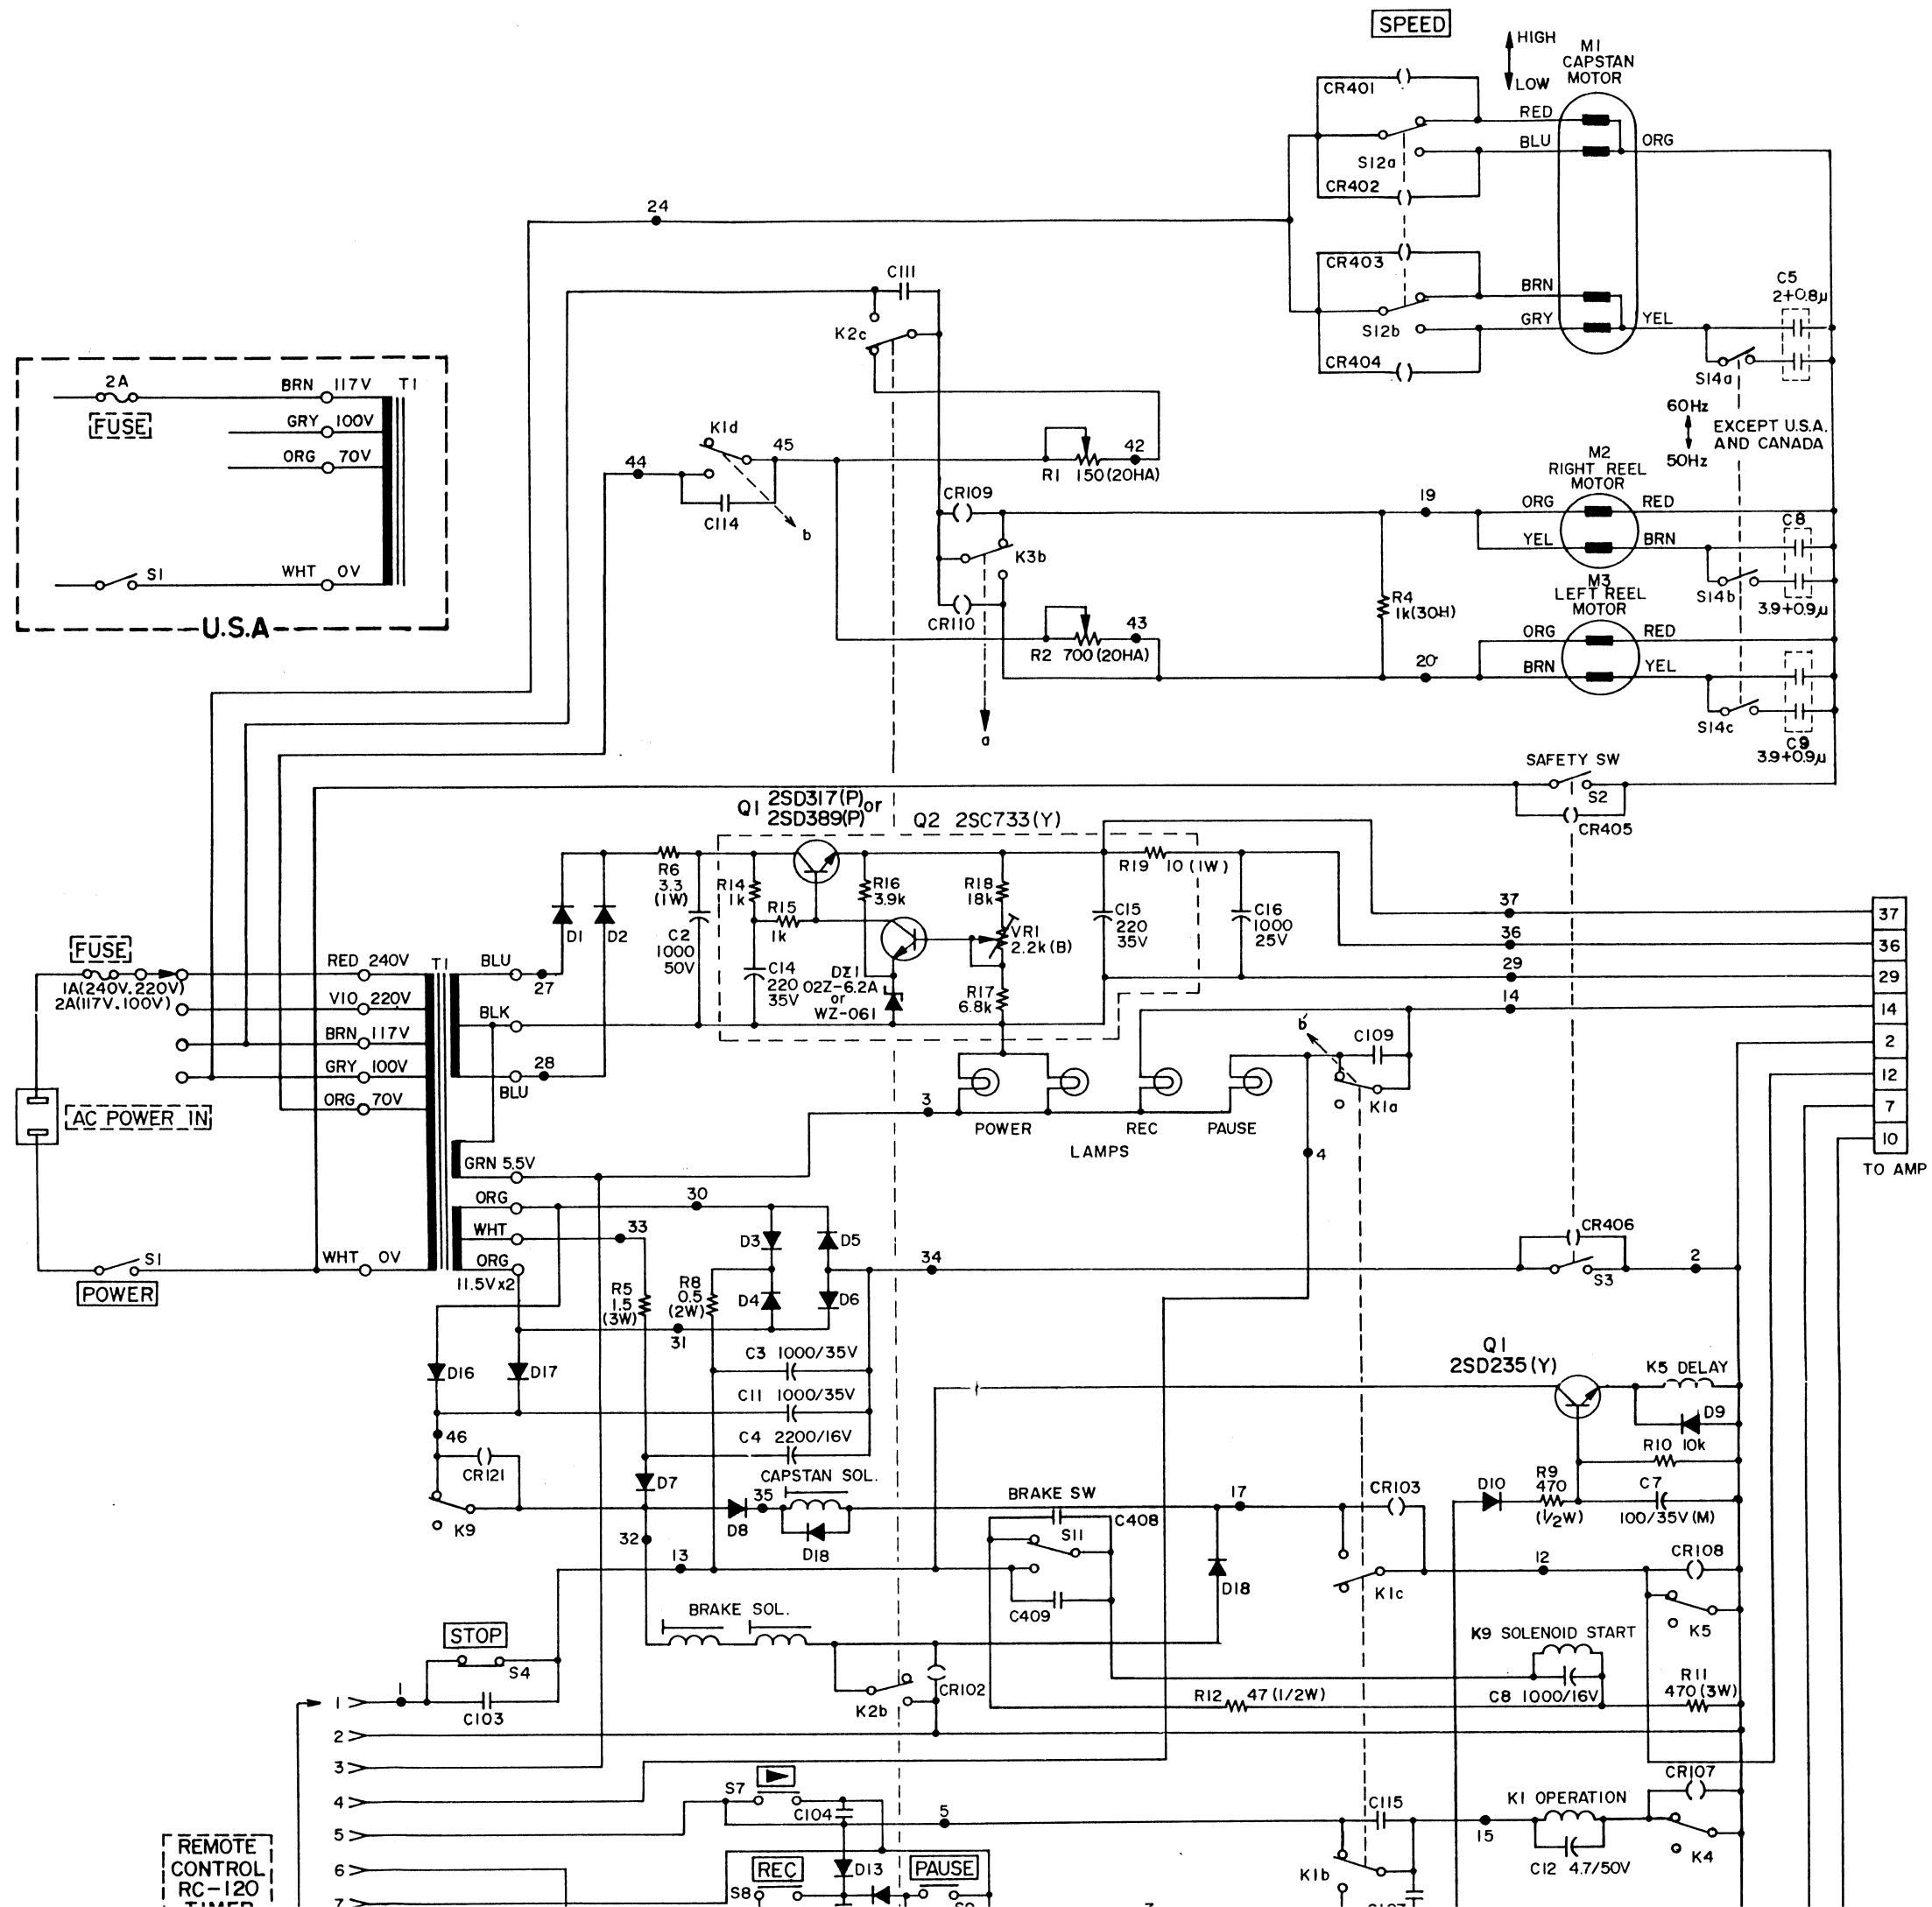 SPEED
HIGH
LOW
M1
CAPSTAN
MOTOR
CR401
RED
BLU
ORG
S12a
CR402
24
CR403
BRN
GRY
YEL
S12b
CR404
C5
2+0.8μ
S14a
60Hz
50Hz
EXCEPT U.S.A.
AND CANADA
C111
K2c
K1d
45
44
C114
b
R1 150(20HA)
42
CR109
K3b
CR110
R2 700(20HA)
43
a
19
20
R4
1k(30H)
M2
RIGHT REEL
MOTOR
ORG
RED
YEL
BRN
C8
S14b
3.9+0.9μ
M3
LEFT REEL
MOTOR
ORG
RED
BRN
YEL
S14c
C9
3.9+0.9μ
2A
FUSE
BRN 117V
T1
GRY 100V
ORG 70V
S1
WHT 0V
U.S.A
SAFETY SW
S2
CR405
Q1 2SD317(P) or
2SD389(P)
Q2 2SC733(Y)
R6
3.3
(1W)
R14
1k
R15
1k
R16
3.9k
R18
18k
VR1
2.2k(B)
R17
6.8k
R19 10(1W)
C2
1000
50V
C14
220
35V
DZ1
02Z-6.2A
or
WZ-061
C15
220
35V
C16
1000
25V
D1
D2
37
36
29
14
37
36
29
14
2
12
7
10
TO AMP
FUSE
1A(240V.220V)
2A(117V.100V)
RED 240V
VIO 220V
BRN 117V
GRY 100V
ORG 70V
T1
BLU
27
BLK
28
BLU
GRN 5.5V
ORG
WHT
ORG
11.5Vx2
AC POWER IN
S1
POWER
WHT 0V
3
POWER
REC
PAUSE
LAMPS
b'
C109
K1a
4
30
33
34
31
D3
D5
D4
D6
R5
1.5
(3W)
R8
0.5
(2W)
CR406
S3
2
D16
D17
C3 1000/35V
C11 1000/35V
C4 2200/16V
46
CR121
K9
D7
CAPSTAN SOL.
D8
35
D18
32
13
Q1
2SD235(Y)
K5 DELAY
D9
R10 10k
D10
R9
470
(1/2W)
C7
100/35V(M)
BRAKE SW
C408
S11
C409
17
CR103
D18
K1c
12
CR108
K5
STOP
S4
C103
BRAKE SOL.
K2b
CR102
K9 SOLENOID START
C8 1000/16V
R11
470(3W)
R12 47(1/2W)
1
1
2
3
4
5
6
7
S7
C104
5
D13
REC
S8
PAUSE
C115
15
K1 OPERATION
C12 4.7/50V
CR107
K4
K1b
REMOTE
CONTROL
RC-120
TIMER